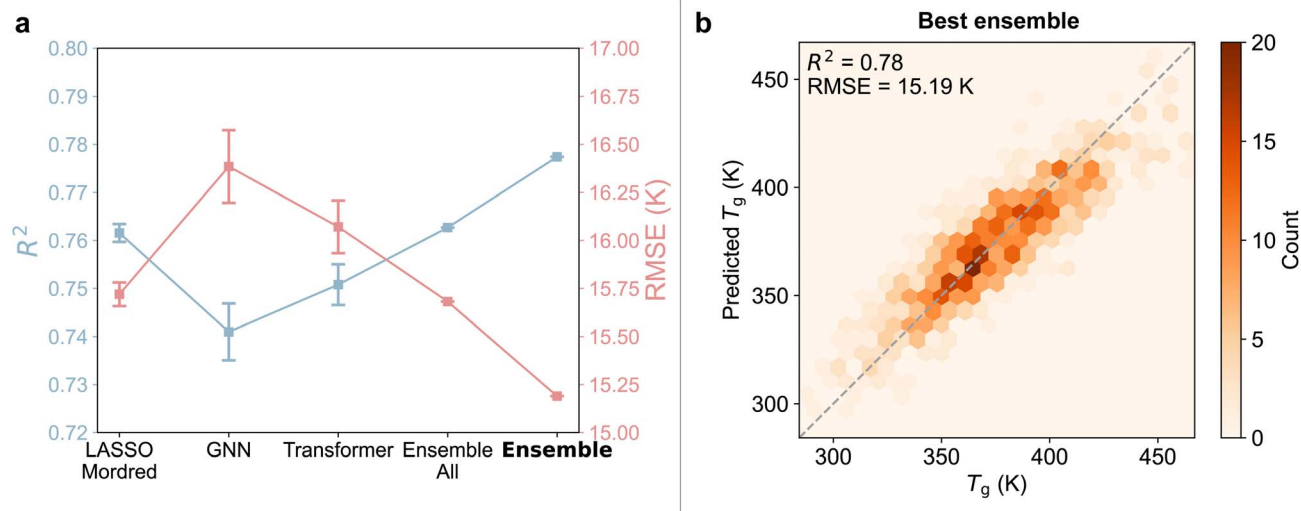 a
0.80
0.79
0.78
0.77
0.76
0.75
0.74
0.73
0.72
R²
17.00
16.75
16.50
16.25
16.00
15.75
15.50
15.25
15.00
RMSE (K)
LASSO
Mordred
GNN
Transformer
Ensemble
All
Ensemble
b
Best ensemble
R² = 0.78
RMSE = 15.19 K
450
400
350
300
Predicted Tg (K)
300
350
400
450
Tg (K)
20
15
10
5
0
Count